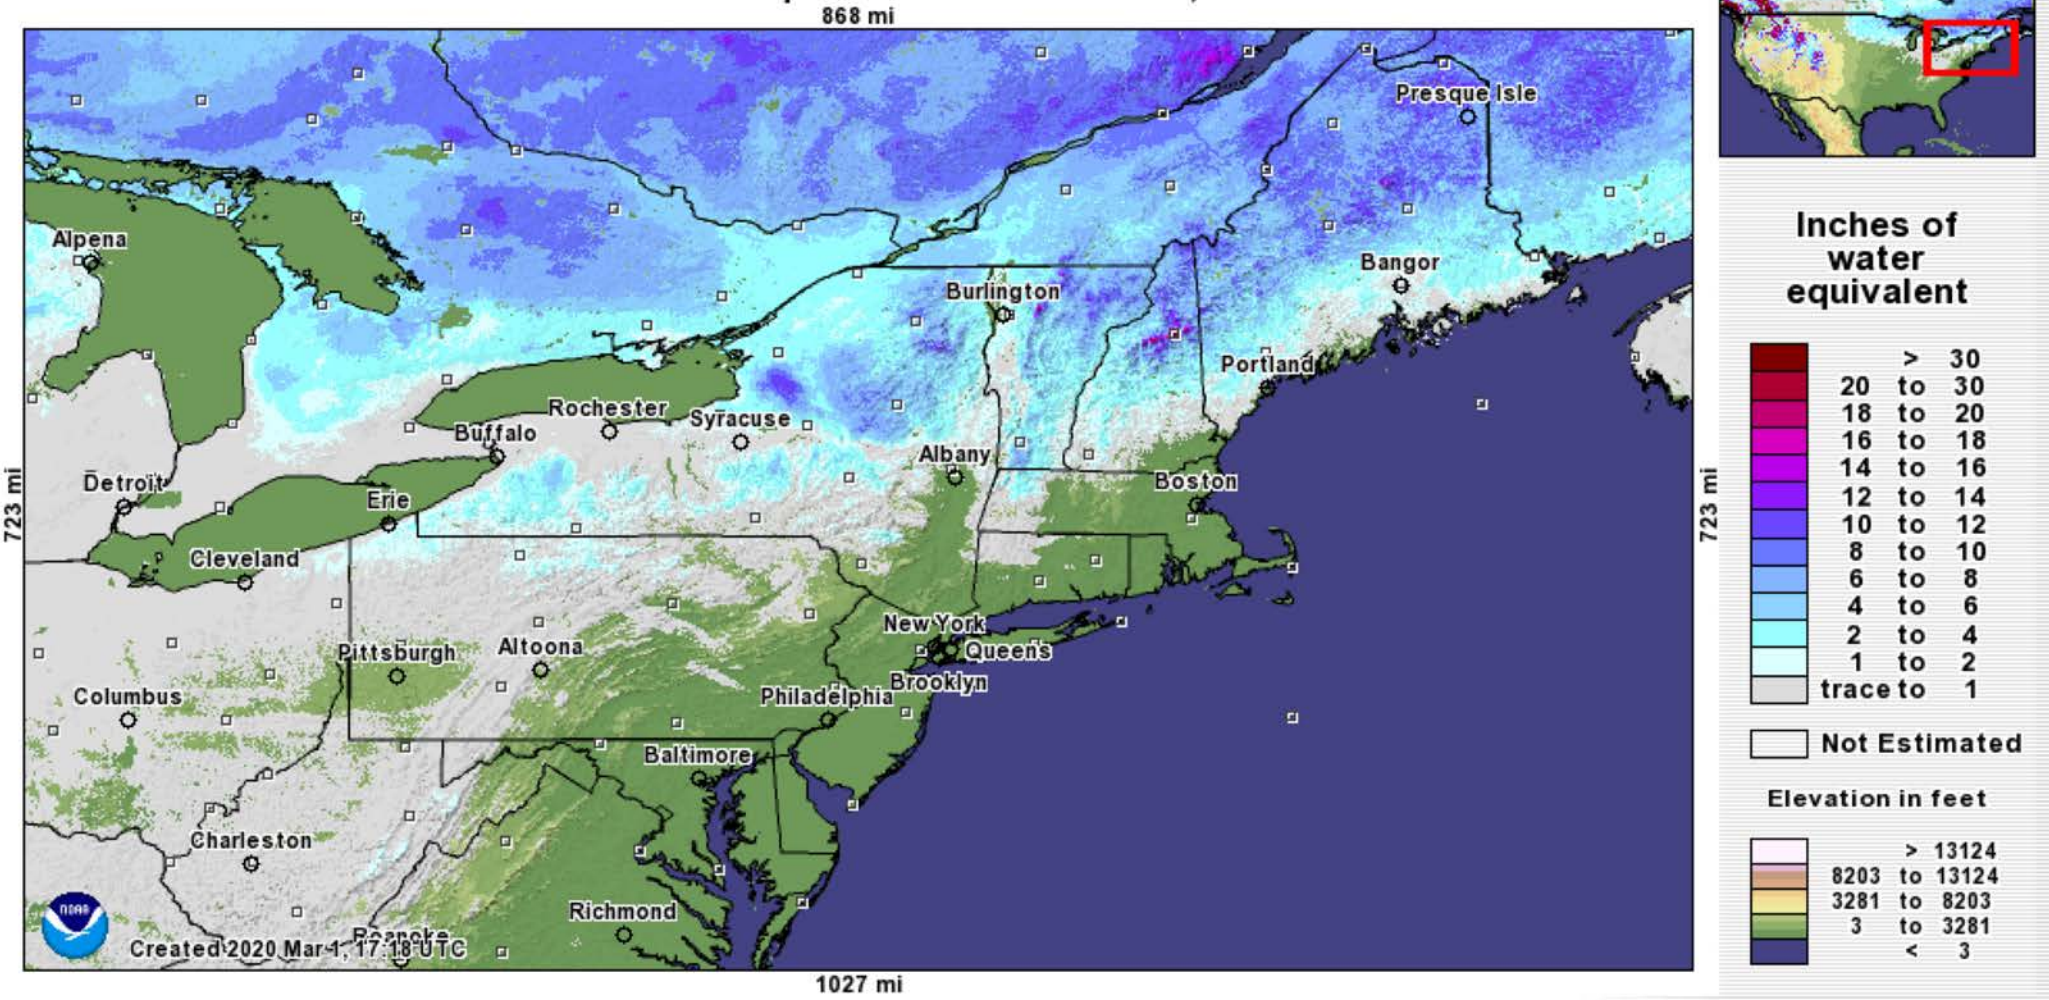 868 mi
Presque Isle
Alpena
Bangor
Burlington
Portland
Rochester
Syracuse
Buffalo
Albany
Detroit
Boston
Erie
Cleveland
New York
Queens
Pittsburgh
Altoona
Brooklyn
Columbus
Philadelphia
Baltimore
Charleston
Richmond
Roanoke
NOAA
Created 2020 Mar 1, 17:18 UTC
723 mi
723 mi
1027 mi
Inches of
water
equivalent
> 30
20 to 30
18 to 20
16 to 18
14 to 16
12 to 14
10 to 12
8 to 10
6 to 8
4 to 6
2 to 4
1 to 2
trace to 1
Not Estimated
Elevation in feet
> 13124
8203 to 13124
3281 to 8203
3 to 3281
< 3